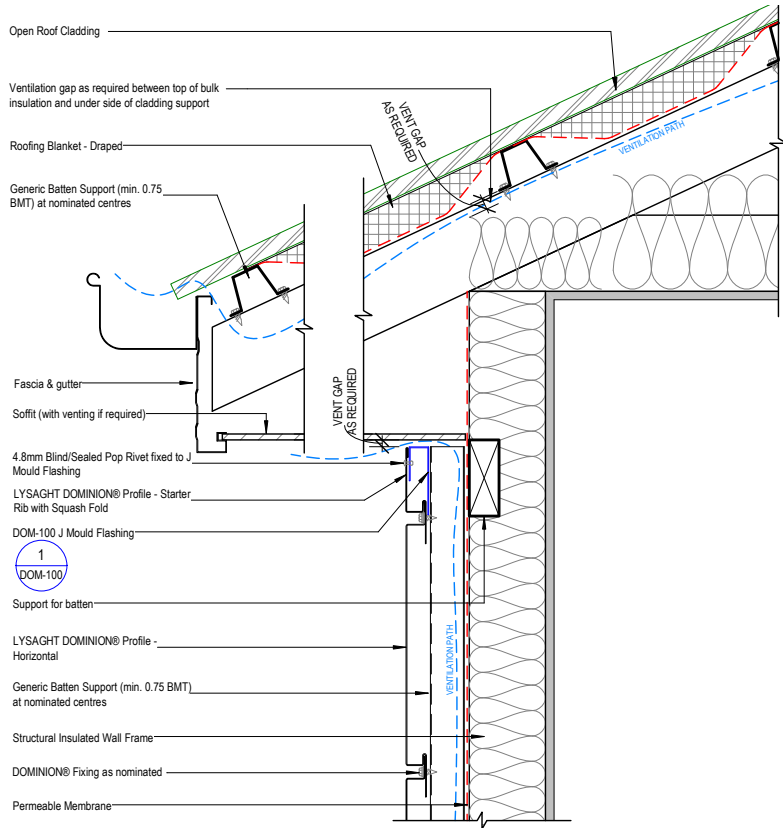 Open Roof Cladding
Ventilation gap as required between top of bulk
insulation and under side of cladding support
VENT GAP
AS REQUIRED
VENTILATION PATH
Roofing Blanket - Draped
Generic Batten Support (min. 0.75
BMT) at nominated centres
Fascia & gutter
VENT GAP
AS REQUIRED
Soffit (with venting if required)
4.8mm Blind/Sealed Pop Rivet fixed to J
Mould Flashing
LYSAGHT DOMINION® Profile - Starter
Rib with Squash Fold
DOM-100 J Mould Flashing
1
DOM-100
Support for batten
LYSAGHT DOMINION® Profile -
Horizontal
VENTILATION PATH
Generic Batten Support (min. 0.75 BMT)
at nominated centres
Structural Insulated Wall Frame
DOMINION® Fixing as nominated
Permeable Membrane